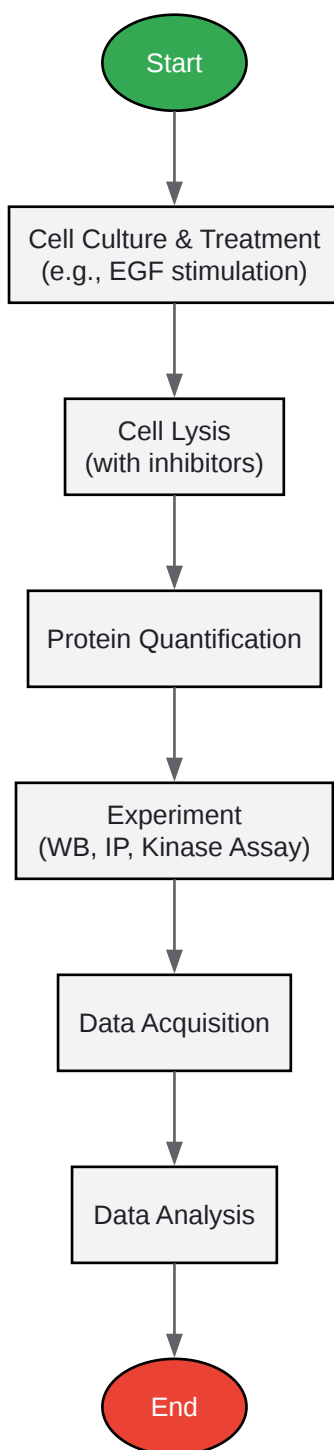 Start
Cell Culture & Treatment
(e.g., EGF stimulation)
Cell Lysis
(with inhibitors)
Protein Quantification
Experiment
(WB, IP, Kinase Assay)
Data Acquisition
Data Analysis
End